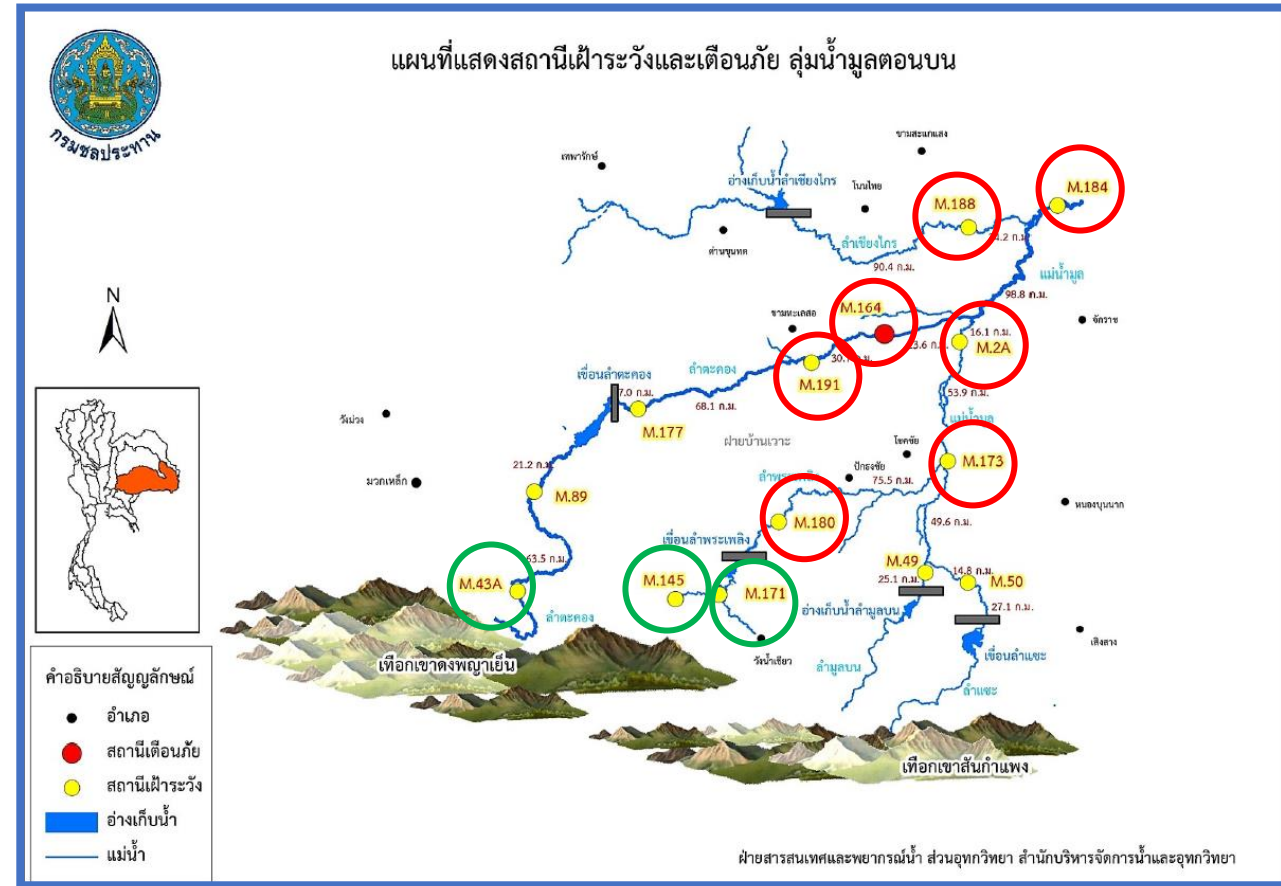 แผนที่แสดงสถานีเฝ้าระวังและเตือนภัย ลุ่มน้ำมูลตอนบน
กรมชลประทาน
ขามสะแกแสง
เทพารักษ์
อ่างเก็บน้ำลำเชียงไกร
โนนไทย
M.184
M.188
ด่านขุนทด
ลำเชียงไกร
90.4 ก.ม.
แม่น้ำมูล
98.8 ก.ม.
N
ขามทะเลสอ
M.164
จักราช
16.1 ก.ม.
M.2A
M.191
เขื่อนลำตะคอง
ลำตะคอง
7.0 ก.ม.
68.1 ก.ม.
53.9 ก.ม.
แม่น้ำมูล
วังม่วง
M.177
ฝายบ้านเวาะ
โชคชัย
M.173
21.2 ก.ม.
ปักธงชัย
75.5 ก.ม.
มวกเหล็ก
M.89
ลำพระเพลิง
หนองบุนนาก
M.180
49.6 ก.ม.
เขื่อนลำพระเพลิง
63.5 ก.ม.
M.43A
M.145
M.171
M.49
25.1 ก.ม.
14.8 ก.ม.
M.50
27.1 ก.ม.
อ่างเก็บน้ำลำมูลบน
ลำตะคอง
เสิงสาง
เทือกเขาดงพญาเย็น
วังน้ำเขียว
เขื่อนลำแชะ
ลำมูลบน
ลำแชะ
เทือกเขาสันกำแพง
คำอธิบายสัญญลักษณ์
อำเภอ
สถานีเตือนภัย
สถานีเฝ้าระวัง
อ่างเก็บน้ำ
แม่น้ำ
ฝ่ายสารสนเทศและพยากรณ์น้ำ ส่วนอุทกวิทยา สำนักบริหารจัดการน้ำและอุทกวิทยา